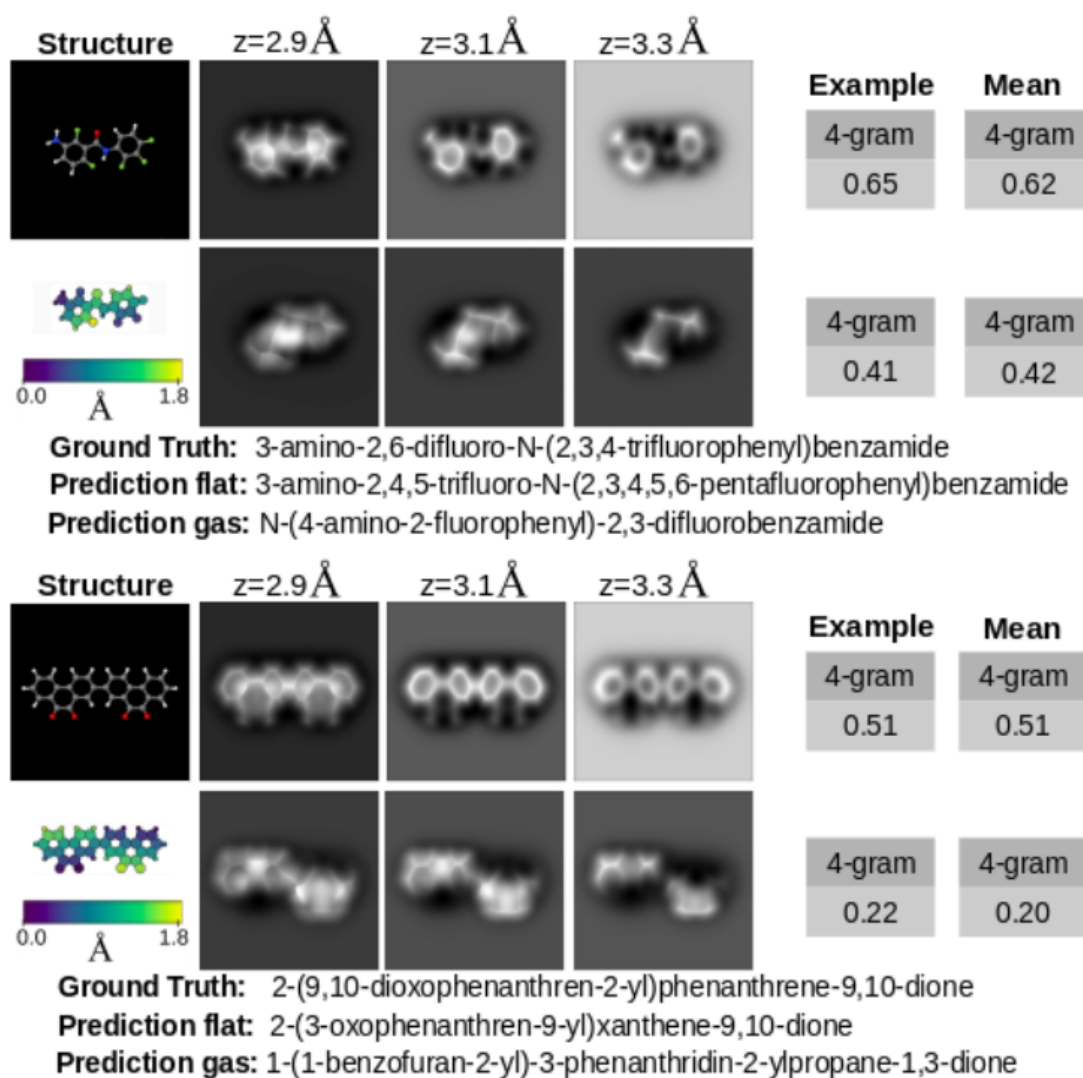 Structure z=2.9 Å z=3.1 Å z=3.3 Å
Example Mean
4-gram 4-gram
0.65 0.62
4-gram 4-gram
0.41 0.42
0.0 1.8
Å
Ground Truth: 3-amino-2,6-difluoro-N-(2,3,4-trifluorophenyl)benzamide
Prediction flat: 3-amino-2,4,5-trifluoro-N-(2,3,4,5,6-pentafluorophenyl)benzamide
Prediction gas: N-(4-amino-2-fluorophenyl)-2,3-difluorobenzamide
Structure z=2.9 Å z=3.1 Å z=3.3 Å
Example Mean
4-gram 4-gram
0.51 0.51
4-gram 4-gram
0.22 0.20
0.0 1.8
Å
Ground Truth: 2-(9,10-dioxophenanthren-2-yl)phenanthrene-9,10-dione
Prediction flat: 2-(3-oxophenanthren-9-yl)xanthene-9,10-dione
Prediction gas: 1-(1-benzofuran-2-yl)-3-phenanthridin-2-ylpropane-1,3-dione